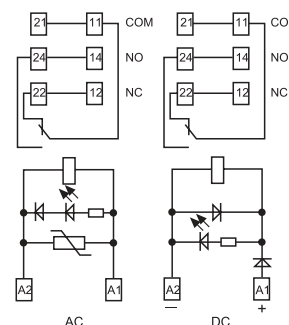 21 11 COM 21 11 CO
24 14 NO 24 14 NO
22 12 NC 22 12 NC
A2 A1 A2 A1
— +
AC DC